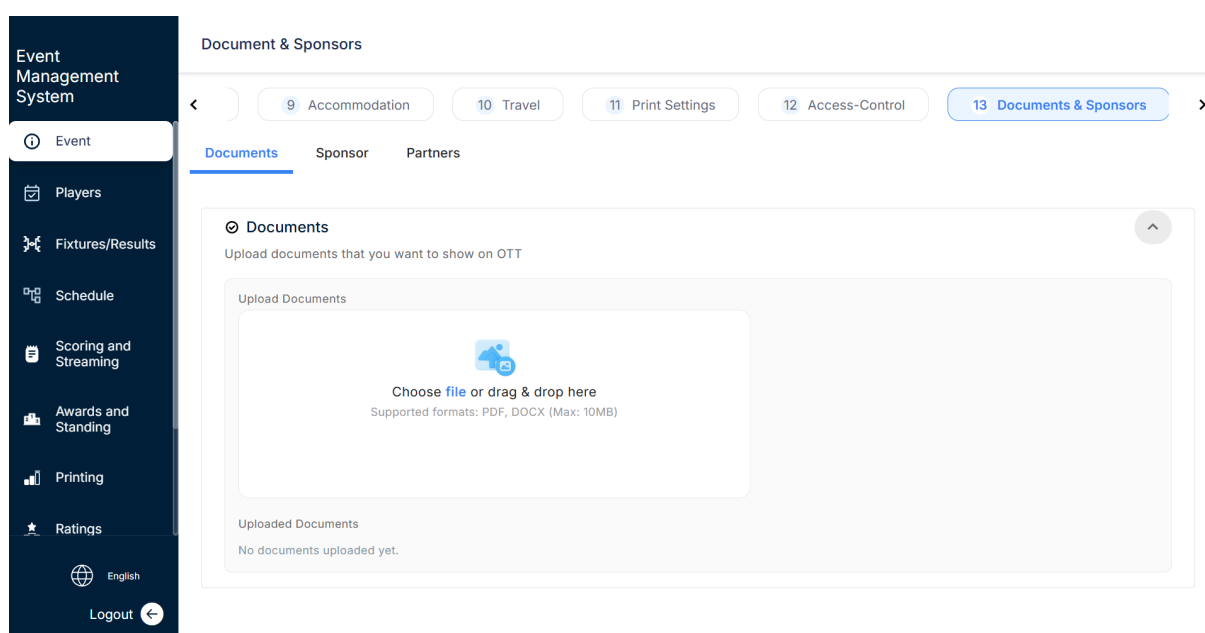 Event
Management
System
Event
Players
Fixtures/Results
Schedule
Scoring and
Streaming
Awards and
Standing
Printing
Ratings
English
Logout
Document & Sponsors
9 Accommodation
10 Travel
11 Print Settings
12 Access-Control
13 Documents & Sponsors
Documents
Sponsor
Partners
Documents
Upload documents that you want to show on OTT
Upload Documents
Choose file or drag & drop here
Supported formats: PDF, DOCX (Max: 10MB)
Uploaded Documents
No documents uploaded yet.